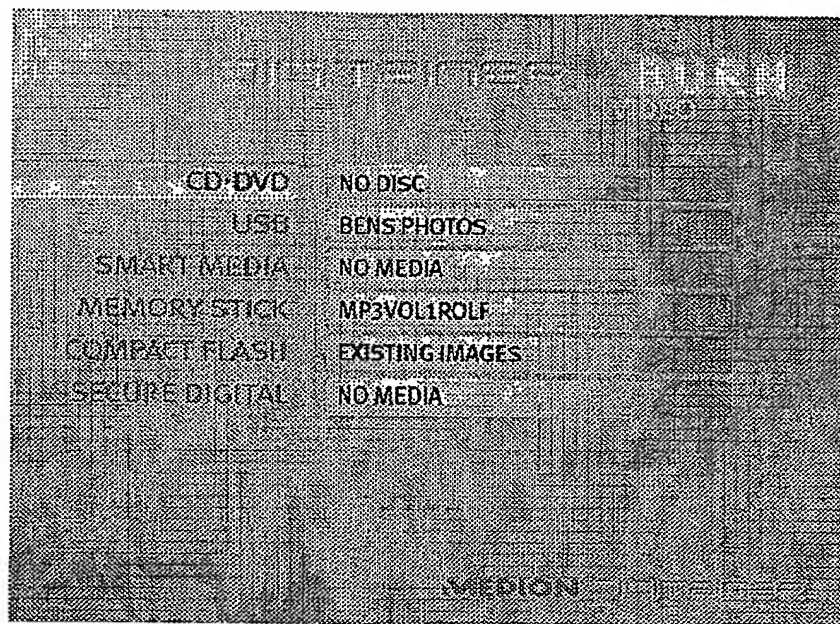 CD·DVD NO DISC
USB BENS PHOTOS
SMART MEDIA NO MEDIA
MEMORY STICK MP3VOL1ROLF
COMPACT FLASH EXISTING IMAGES
SECURE DIGITAL NO MEDIA
MEDION